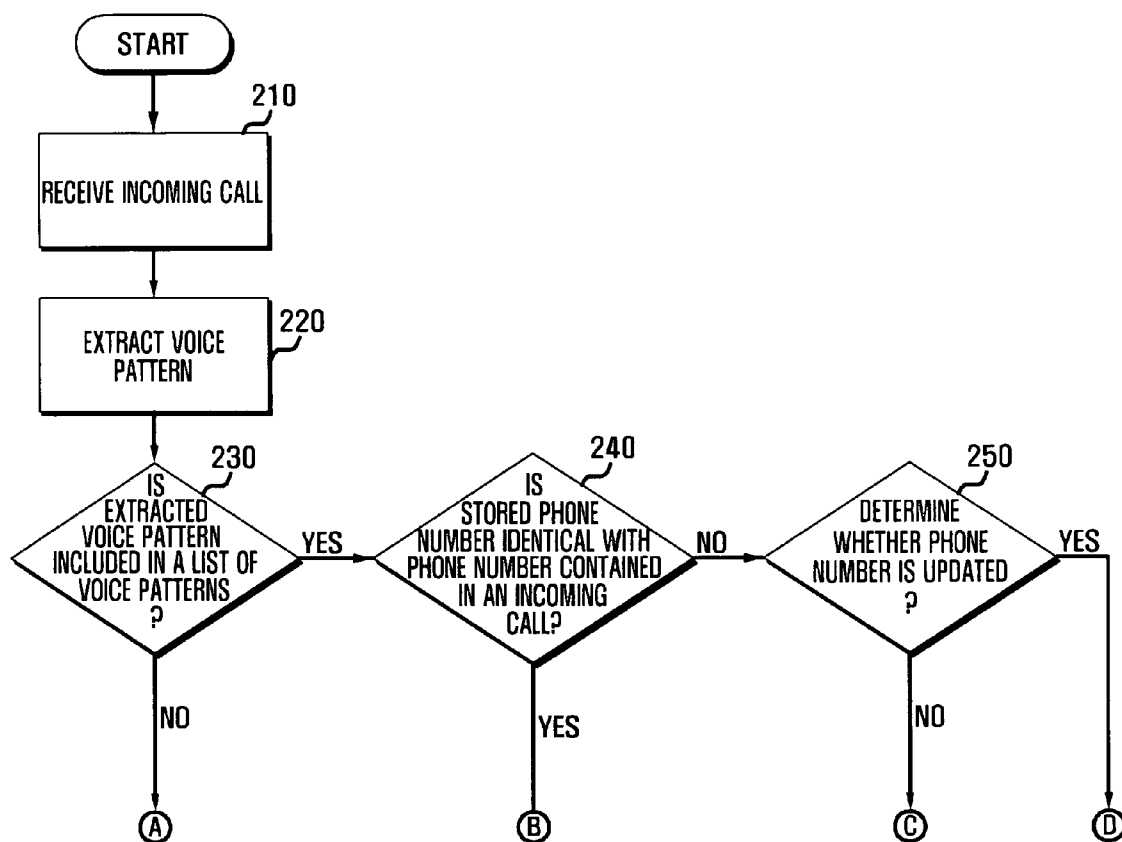 START
210
RECEIVE INCOMING CALL
220
EXTRACT VOICE
PATTERN
230
IS
EXTRACTED
VOICE PATTERN
INCLUDED IN A LIST OF
VOICE PATTERNS
?
YES
NO
240
IS
STORED PHONE
NUMBER IDENTICAL WITH
PHONE NUMBER CONTAINED
IN AN INCOMING
CALL?
NO
YES
250
DETERMINE
WHETHER PHONE
NUMBER IS UPDATED
?
YES
NO
A
B
C
D